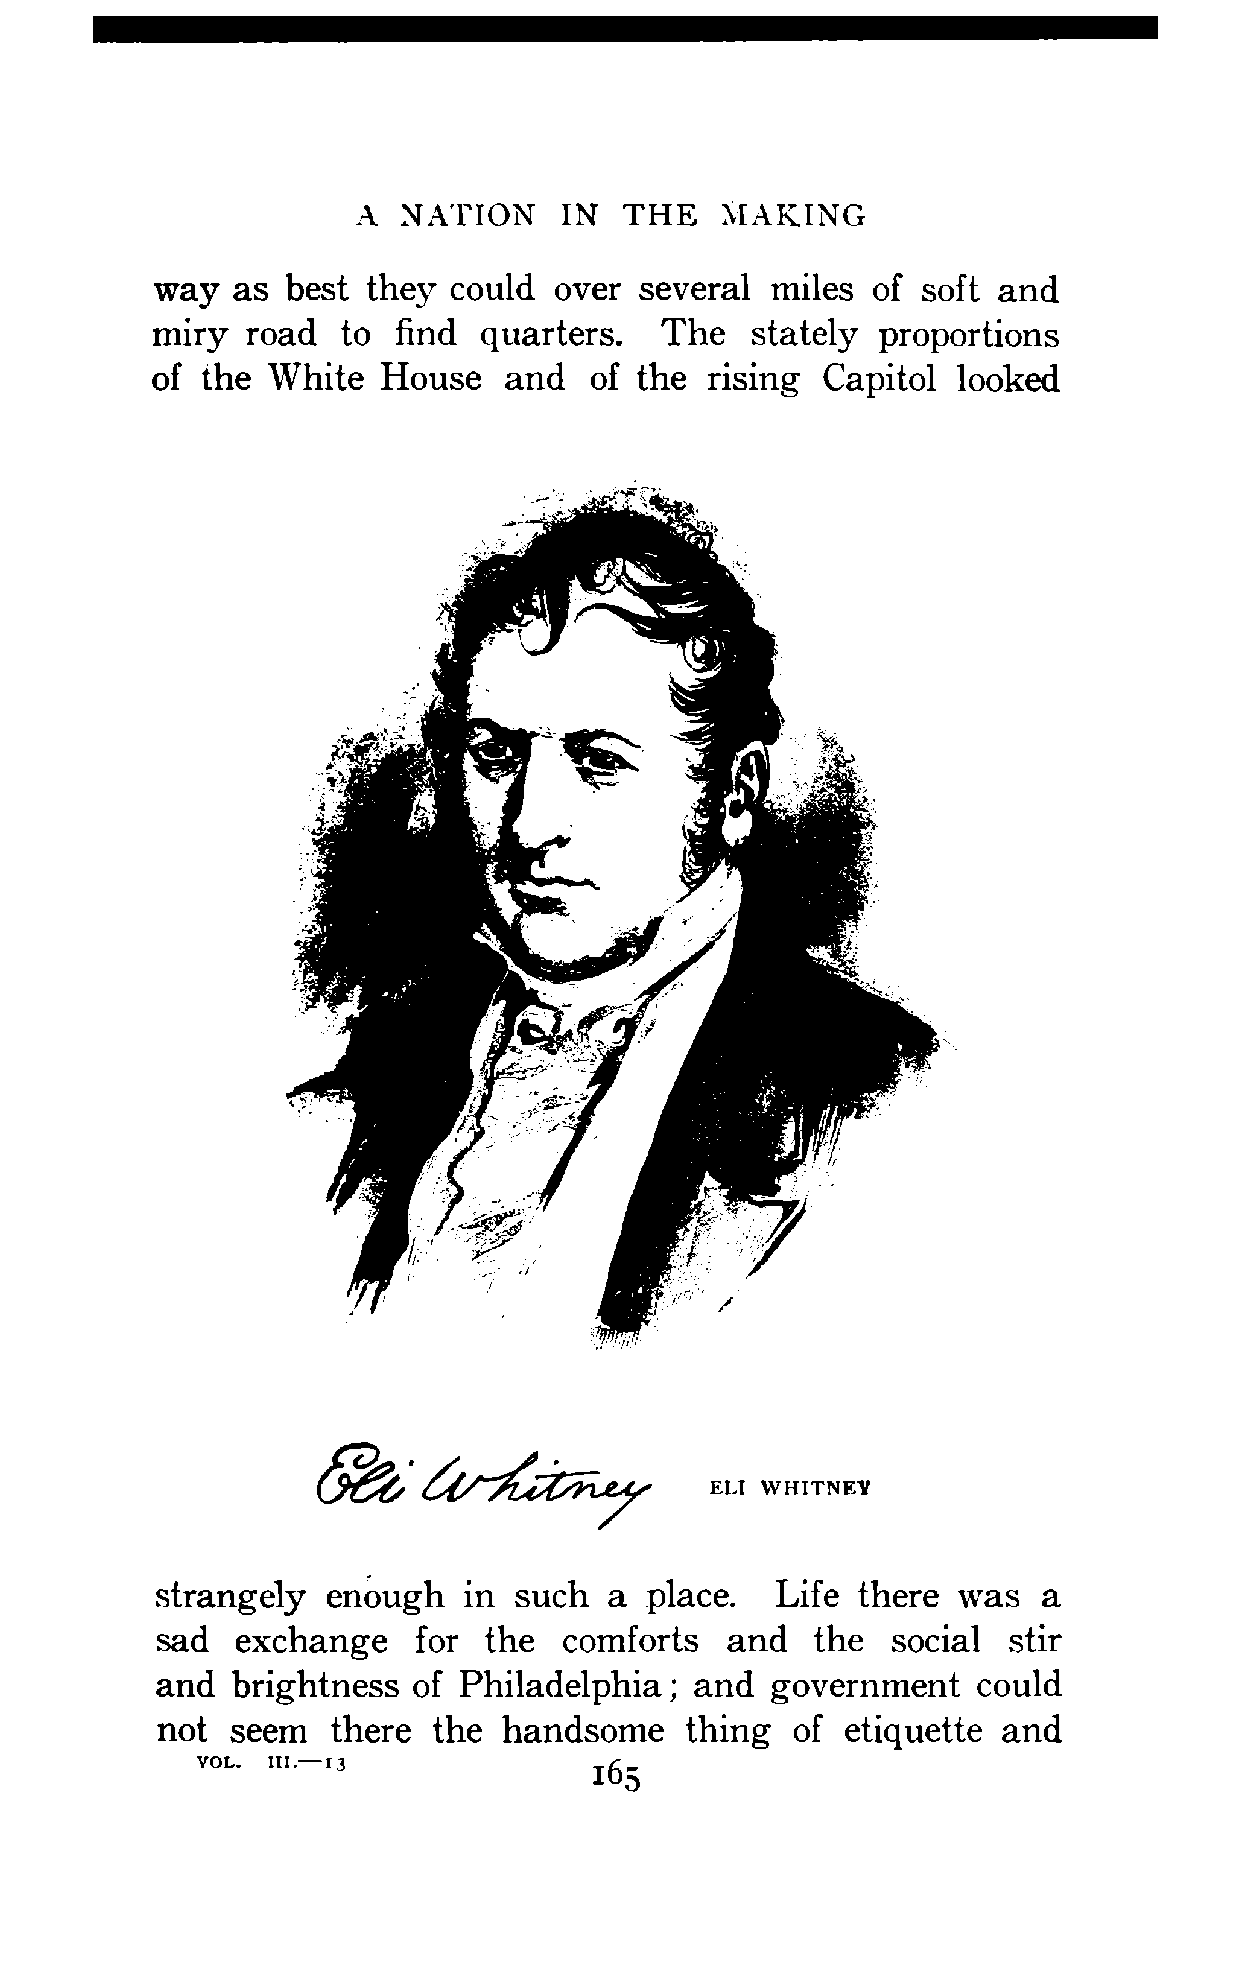 A NATION IN THE MAKING
way as best they could over several miles of soft and
miry road to find quarters. The stately proportions
of the White House and of the rising Capitol looked
Eli Whitney
ELI WHITNEY
strangely enough in such a place. Life there was a
sad exchange for the comforts and the social stir
and brightness of Philadelphia; and government could
not seem there the handsome thing of etiquette and
VOL. III.—13
165